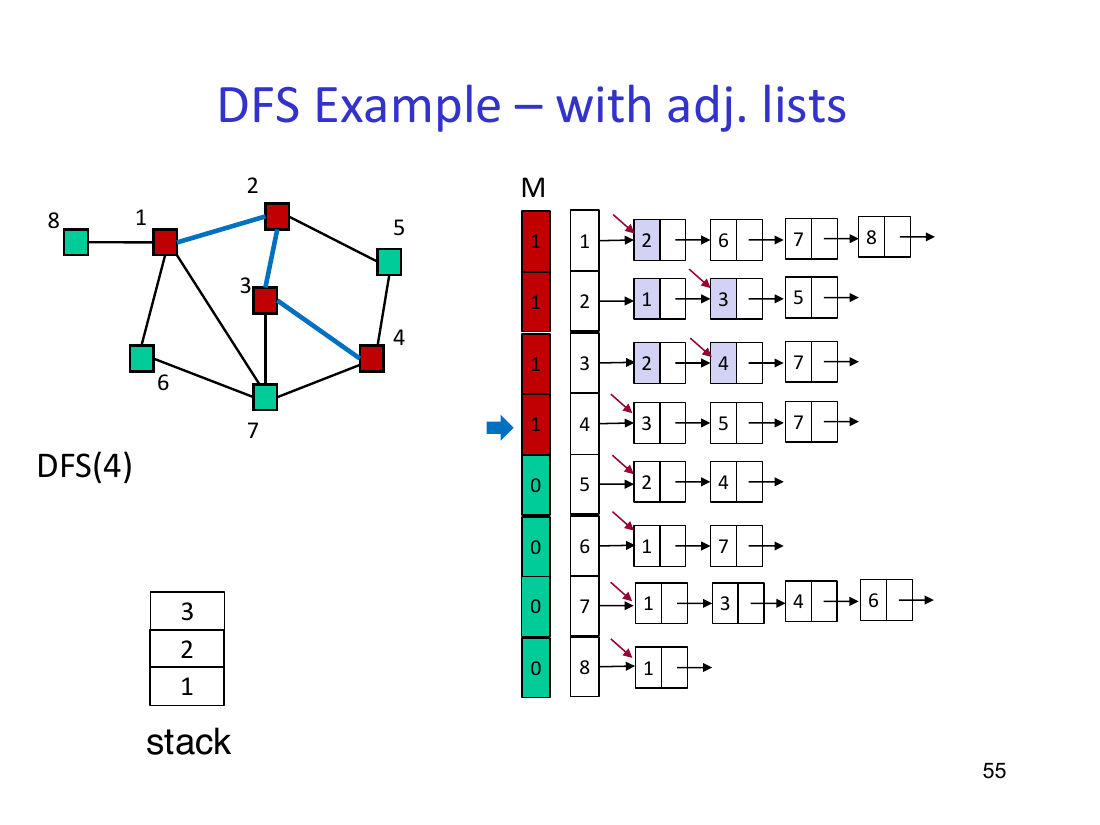 DFS Example – with adj. lists
2
8
1
5
3
4
6
7
DFS(4)
3
2
1
stack
M
1 1 2 6 7 8
1 2 1 3 5
1 3 2 4 7
1 4 3 5 7
0 5 2 4
0 6 1 7
0 7 1 3 4 6
0 8 1
55